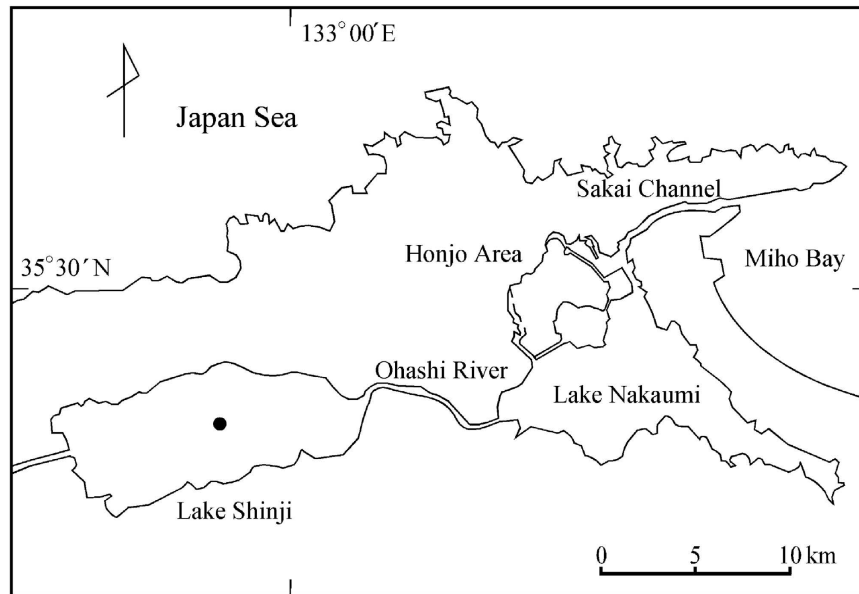 133°00′E
Japan Sea
Sakai Channel
Honjo Area
Miho Bay
35°30′N
Ohashi River
Lake Nakaumi
Lake Shinji
0 5 10 km